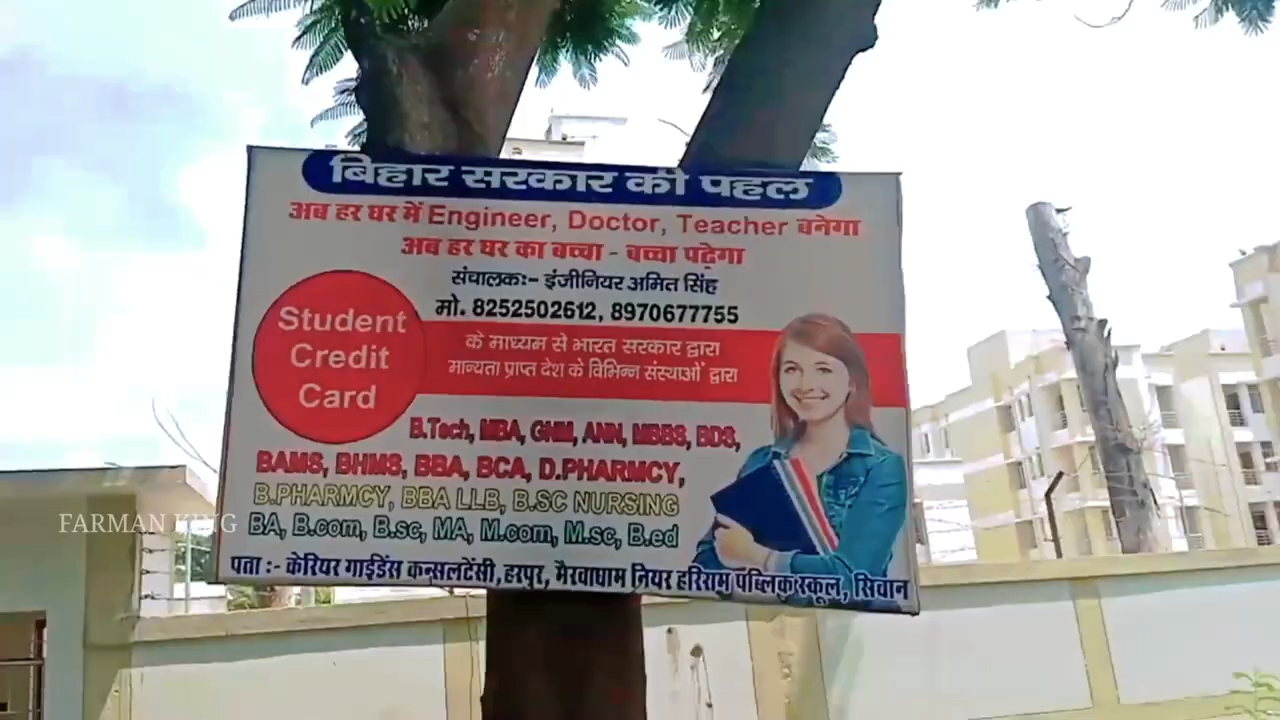 बिहार सरकार की पहल
अब हर घर में Engineer, Doctor, Teacher बनेगा
अब हर घर का बच्चा - बच्चा पढ़ेगा
संचालकः- इंजीनियर अमित सिंह
मो. 8252502612, 8970677755
Student
Credit
Card
के माध्यम से भारत सरकार द्वारा
मान्यता प्राप्त देश के विभिन्न संस्थाओं द्वारा
B.Tech, MBA, GNM, ANN, MBBS, BDS,
BAMS, BHMS, BBA, BCA, D.PHARMCY,
B.PHARMCY, BBA LLB, B.SC NURSING
BA, B.com, B.sc, MA, M.com, M.sc, B.ed
पता :- केरियर गाईडेंस कन्सलटेंसी,हरपुर, मैरवाधाम नियर हरिराम पब्लिक स्कूल, सिवान
FARMAN KING